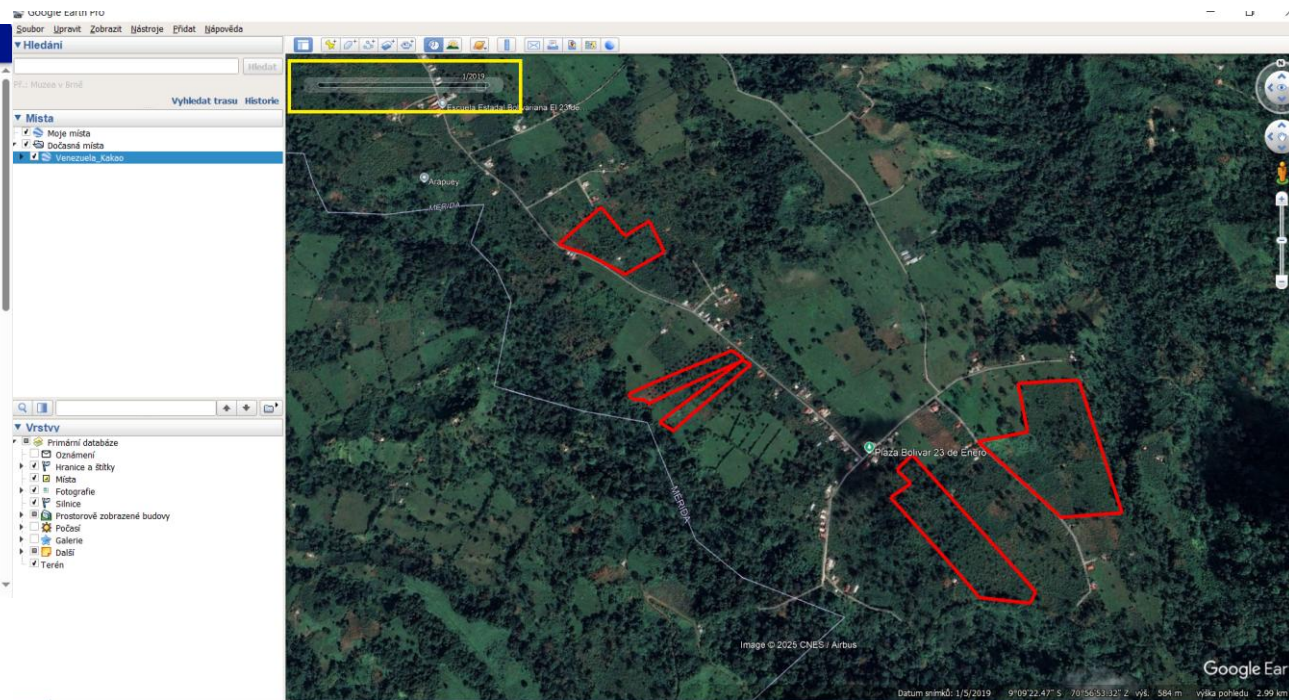 Google Earth Pro
Soubor Upravit Zobrazit Nástroje Přidat Nápověda
Hledání
Hledat
Př.: Muzea v Brně
Vyhledat trasu Historie
Místa
Moje místa
Dočasná místa
Venezuela_Kakao
Vrstvy
Primární databáze
Oznámení
Hranice a štítky
Místa
Fotografie
Silnice
Prostorově zobrazené budovy
Počasí
Galerie
Další
Terén
1/2019
Escuela Estadal Bolivariana El 23 de
N
Arapuey
MÉRIDA
Plaza Bolívar 23 de Enero
MÉRIDA
Image © 2025 CNES / Airbus
Google Ear
Datum snímků: 1/5/2019 9°09'22.47" S 70°56'53.32" Z výš. 584 m výška pohledu 2.99 km